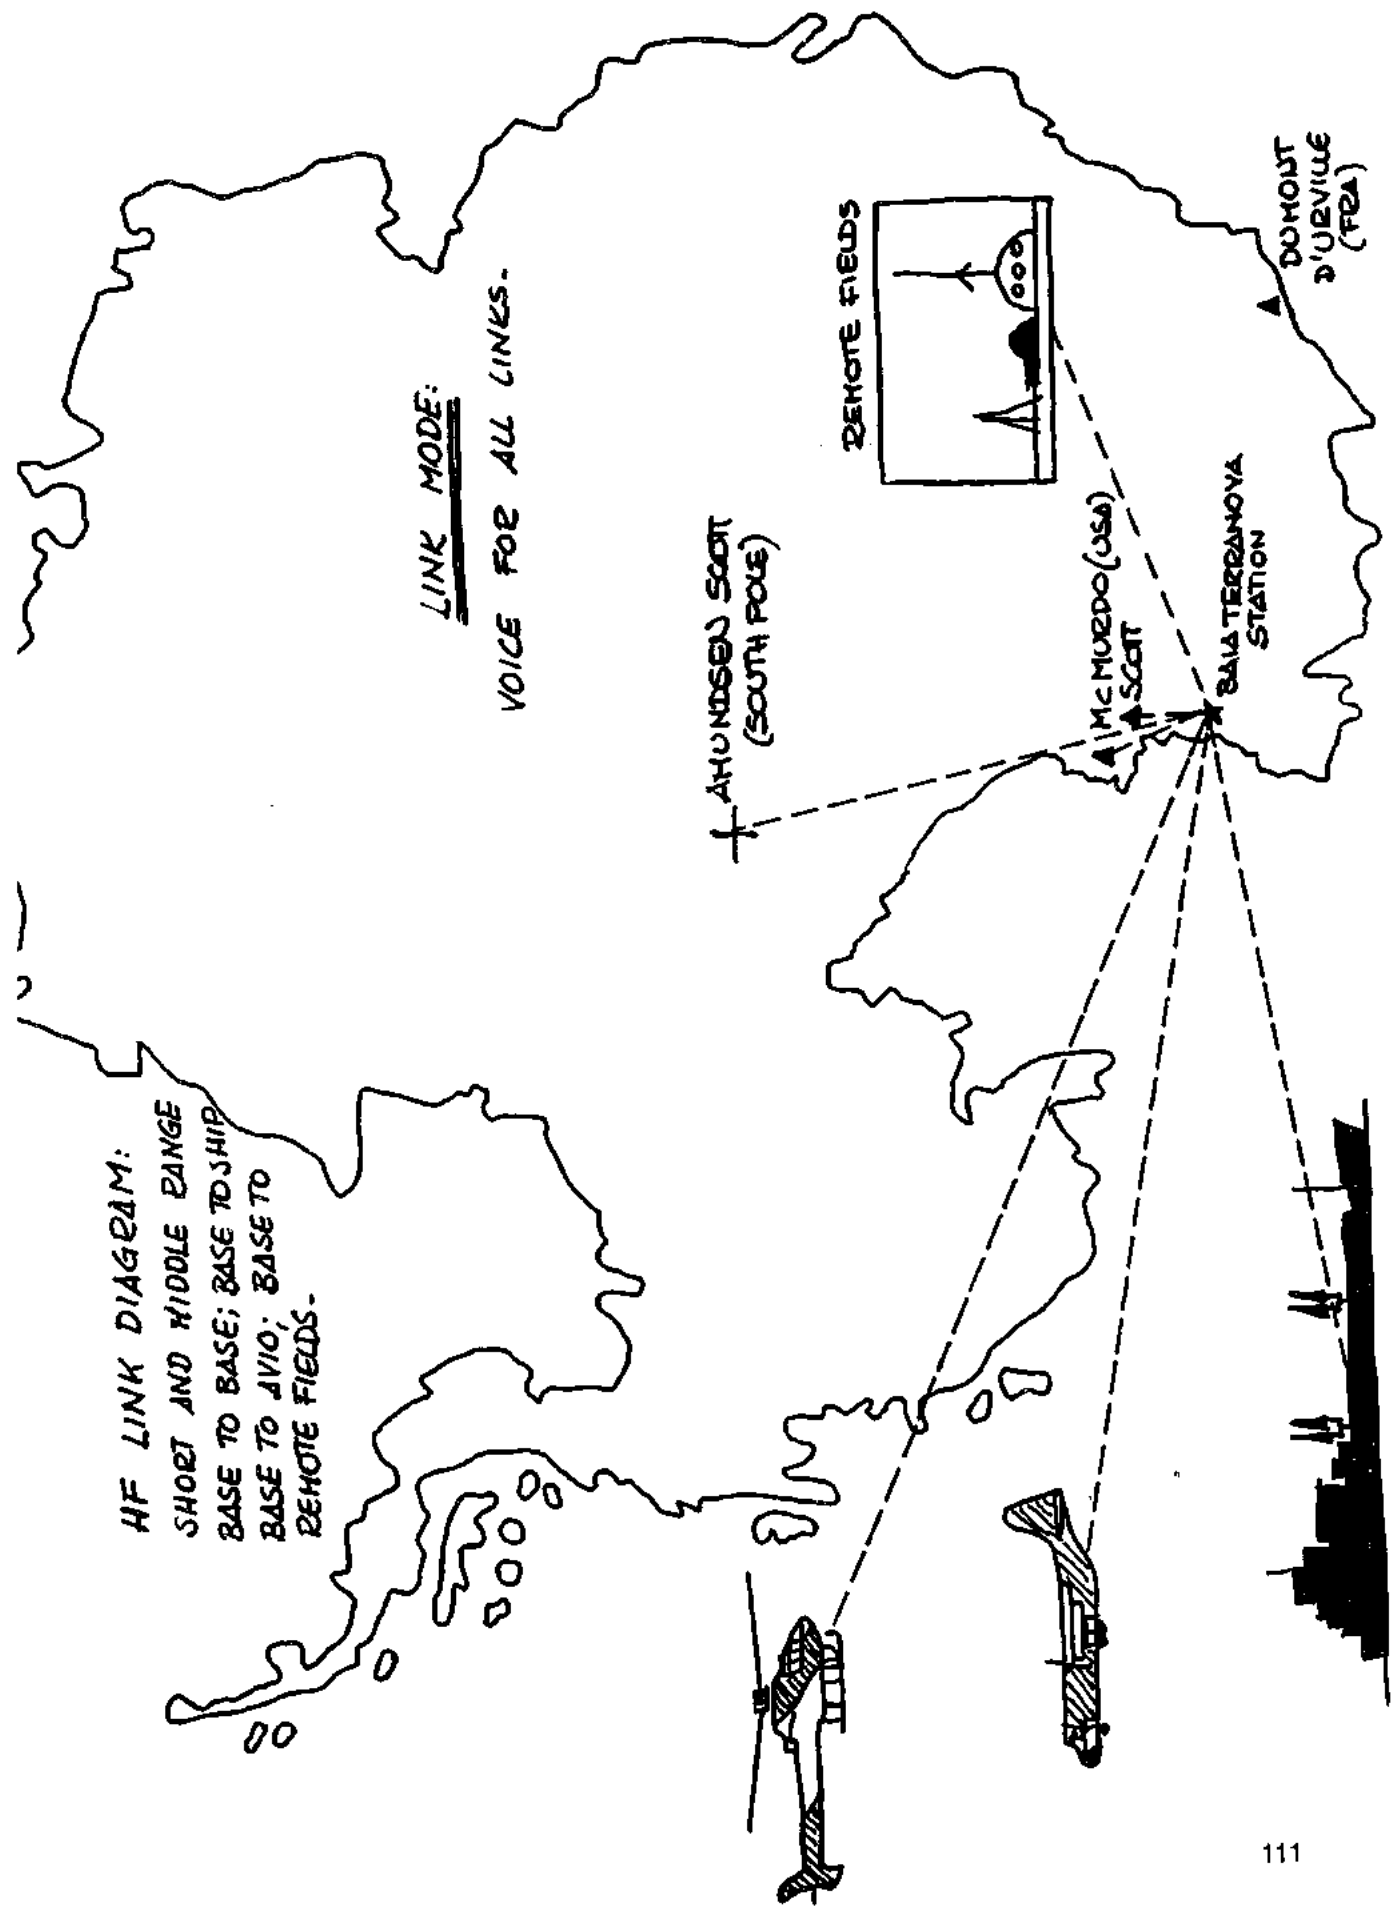 HF LINK DIAGRAM:
SHORT AND MIDDLE RANGE
BASE TO BASE; BASE TO SHIP
BASE TO AVIO; BASE TO
REMOTE FIELDS-
LINK MODE:
VOICE FOR ALL LINKS-
AMUNDSEN SCOTT
(SOUTH POLE)
REMOTE FIELDS
MCMURDO (USA)
SCOTT
BAIA TERRANOVA
STATION
DUMONT
D'URVILLE
(FRA)
111